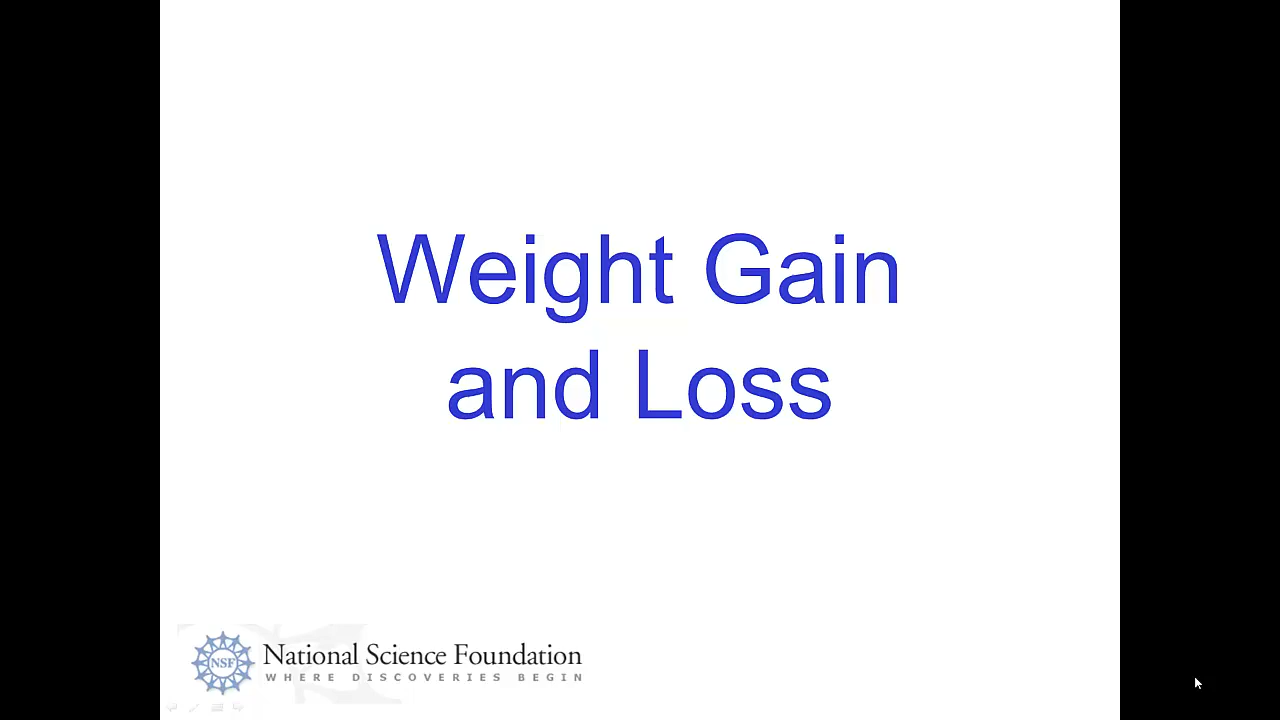 Weight Gain
and Loss
NSF
National Science Foundation
WHERE DISCOVERIES BEGIN